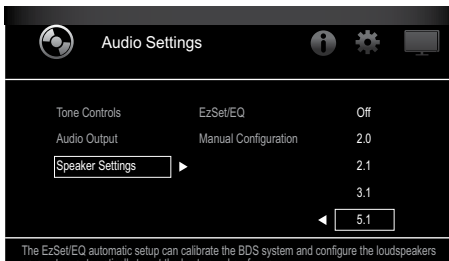 Audio Settings
Tone Controls EzSet/EQ Off
Audio Output Manual Configuration 2.0
Speaker Settings 2.1
3.1
5.1
The EzSet/EQ automatic setup can calibrate the BDS system and configure the loudspeakers